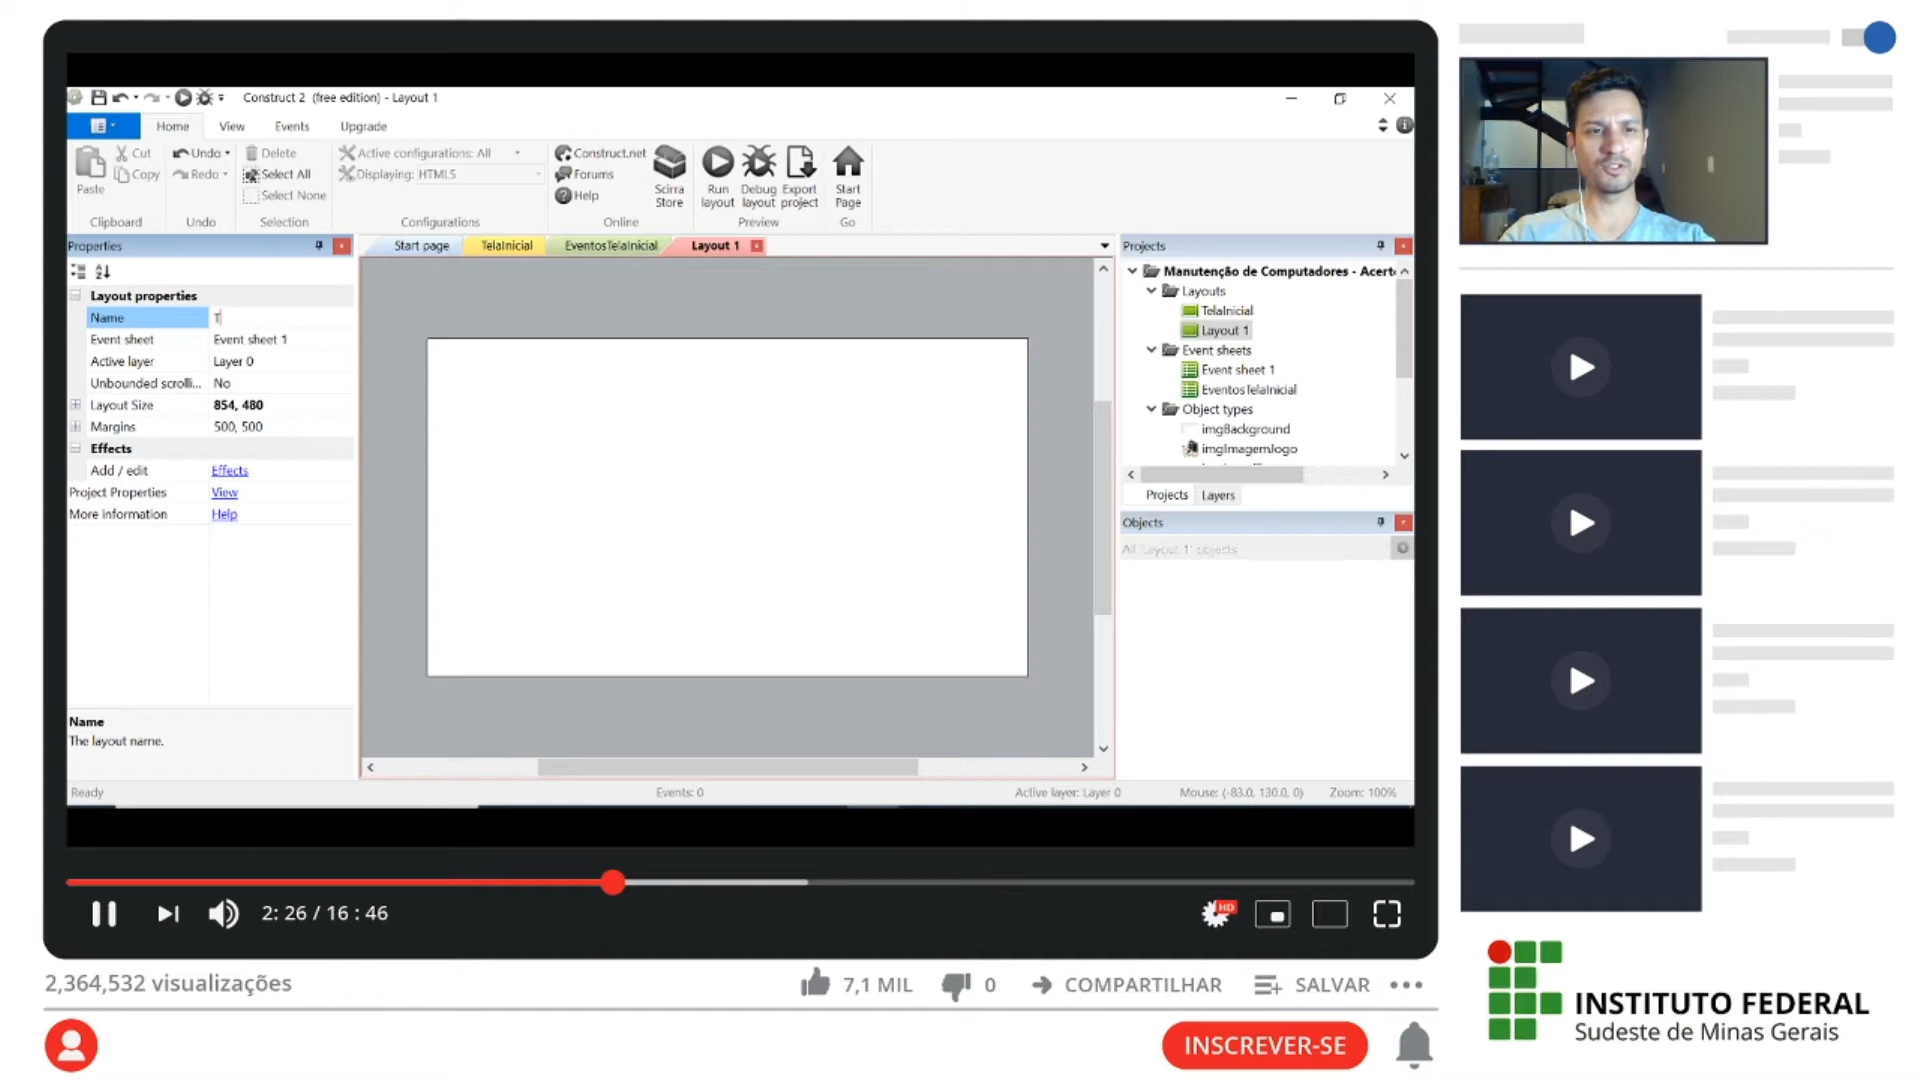 Construct 2 (free edition) - Layout 1
Home View Events Upgrade
Paste
Cut
Copy
Clipboard
Undo
Redo
Undo
Delete
Select All
Select None
Selection
Active configurations: All
Displaying: HTML5
Configurations
Construct.net
Forums
Help
Scirra Store
Online
Run layout
Debug layout
Export project
Preview
Start Page
Go
Properties
Start page TelaInicial EventosTelaInicial Layout 1
Layout properties
Name T
Event sheet Event sheet 1
Active layer Layer 0
Unbounded scrolli... No
Layout Size 854, 480
Margins 500, 500
Effects
Add / edit Effects
Project Properties View
More information Help
Name
The layout name.
Projects
Manutenção de Computadores - Acert
Layouts
TelaInicial
Layout 1
Event sheets
Event sheet 1
EventosTelaInicial
Object types
imgBackground
imgImagemlogo
Projects Layers
Objects
All 'Layout 1' objects
Ready Events: 0 Active layer: Layer 0 Mouse: (-83.0, 130.0, 0) Zoom: 100%
2: 26 / 16 : 46
HD
2,364,532 visualizações
7,1 MIL 0 COMPARTILHAR SALVAR
INSCREVER-SE
INSTITUTO FEDERAL
Sudeste de Minas Gerais